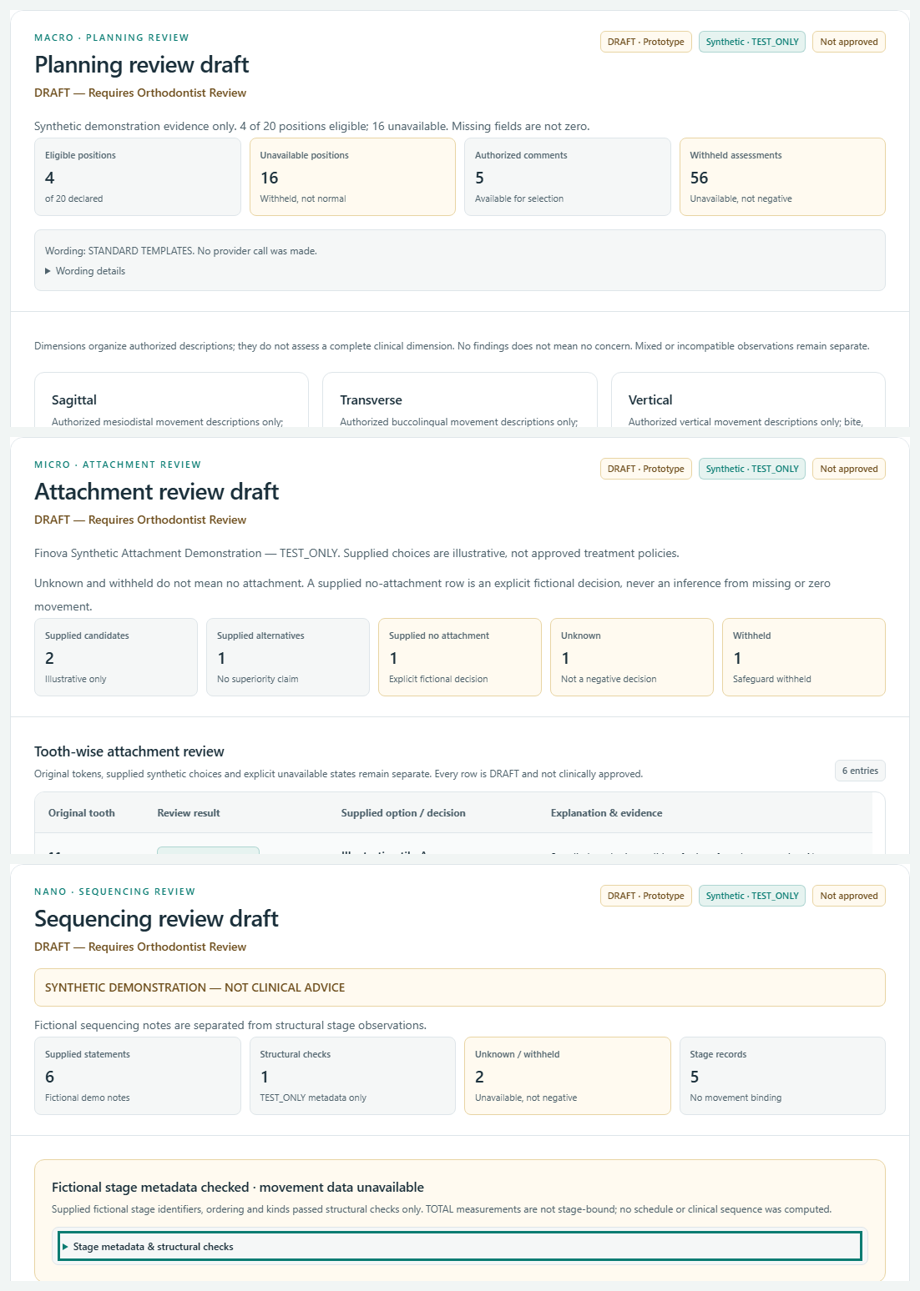 MACRO · PLANNING REVIEW
DRAFT · Prototype
Synthetic · TEST_ONLY
Not approved
Planning review draft
DRAFT — Requires Orthodontist Review
Synthetic demonstration evidence only. 4 of 20 positions eligible; 16 unavailable. Missing fields are not zero.
Eligible positions
4
of 20 declared
Unavailable positions
16
Withheld, not normal
Authorized comments
5
Available for selection
Withheld assessments
56
Unavailable, not negative
Wording: STANDARD TEMPLATES. No provider call was made.
▶ Wording details
Dimensions organize authorized descriptions; they do not assess a complete clinical dimension. No findings does not mean no concern. Mixed or incompatible observations remain separate.
Sagittal
Authorized mesiodistal movement descriptions only;
Transverse
Authorized buccolingual movement descriptions only;
Vertical
Authorized vertical movement descriptions only; bite,
MICRO · ATTACHMENT REVIEW
DRAFT · Prototype
Synthetic · TEST_ONLY
Not approved
Attachment review draft
DRAFT — Requires Orthodontist Review
Finova Synthetic Attachment Demonstration — TEST_ONLY. Supplied choices are illustrative, not approved treatment policies.
Unknown and withheld do not mean no attachment. A supplied no-attachment row is an explicit fictional decision, never an inference from missing or zero
movement.
Supplied candidates
2
Illustrative only
Supplied alternatives
1
No superiority claim
Supplied no attachment
1
Explicit fictional decision
Unknown
1
Not a negative decision
Withheld
1
Safeguard withheld
Tooth-wise attachment review
Original tokens, supplied synthetic choices and explicit unavailable states remain separate. Every row is DRAFT and not clinically approved.
6 entries
Original tooth
Review result
Supplied option / decision
Explanation & evidence
NANO · SEQUENCING REVIEW
DRAFT · Prototype
Synthetic · TEST_ONLY
Not approved
Sequencing review draft
DRAFT — Requires Orthodontist Review
SYNTHETIC DEMONSTRATION — NOT CLINICAL ADVICE
Fictional sequencing notes are separated from structural stage observations.
Supplied statements
6
Fictional demo notes
Structural checks
1
TEST_ONLY metadata only
Unknown / withheld
2
Unavailable, not negative
Stage records
5
No movement binding
Fictional stage metadata checked · movement data unavailable
Supplied fictional stage identifiers, ordering and kinds passed structural checks only. TOTAL measurements are not stage-bound; no schedule or clinical sequence was computed.
▶ Stage metadata & structural checks